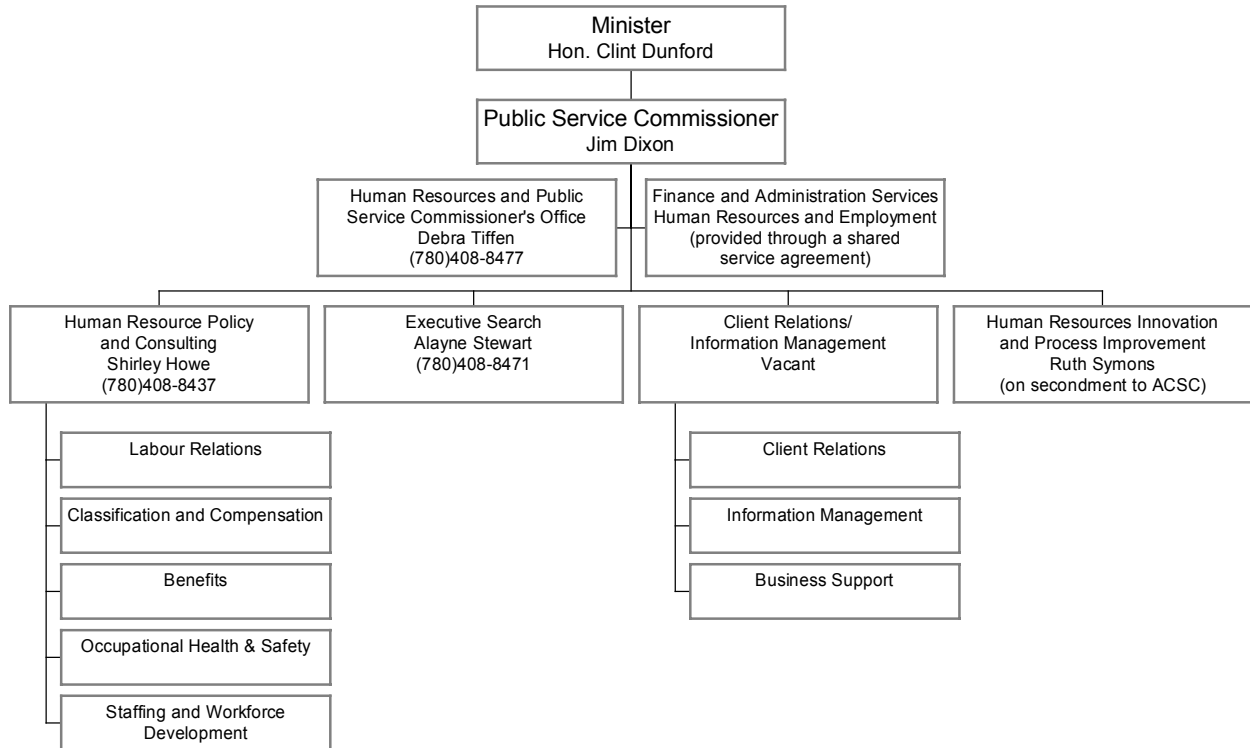 Minister
Hon. Clint Dunford
Public Service Commissioner
Jim Dixon
Human Resources and Public
Service Commissioner's Office
Debra Tiffen
(780)408-8477
Finance and Administration Services
Human Resources and Employment
(provided through a shared
service agreement)
Human Resource Policy
and Consulting
Shirley Howe
(780)408-8437
Executive Search
Alayne Stewart
(780)408-8471
Client Relations/
Information Management
Vacant
Human Resources Innovation
and Process Improvement
Ruth Symons
(on secondment to ACSC)
Labour Relations
Classification and Compensation
Benefits
Occupational Health & Safety
Staffing and Workforce
Development
Client Relations
Information Management
Business Support